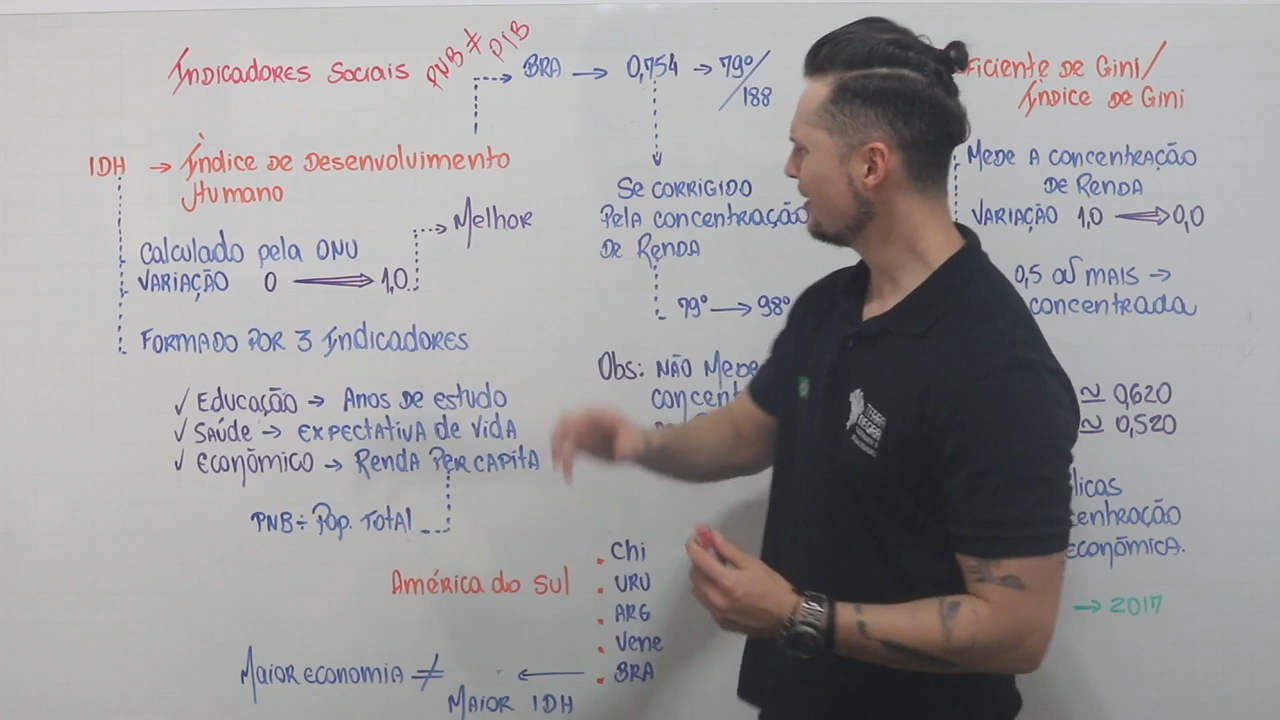 Indicadores Sociais
PNB ≠ PIB
BRA → 0,754 → 79º/188
IDH → Índice de Desenvolvimento
Humano
Calculado pela ONU
Variação 0 ⟹ 1,0
Melhor
Formado por 3 Indicadores
✓ Educação → Anos de estudo
✓ Saúde → Expectativa de vida
✓ Econômico → Renda Per capita
PNB ÷ Pop. Total
Se corrigido
pela concentração
de Renda
79º → 98º
Obs: Não Mede
América do Sul
. Chi
. URU
. ARG
. Vene
. BRA
Maior economia ≠
Maior IDH
←
de Gini/
Índice de Gini
Mede a concentração
de Renda
Variação 1,0 ⟹ 0,0
0,5 ou mais →
concentrada
≃ 0,620
≃ 0,520
econômica.
→ 2017
TERRA
NEGRA